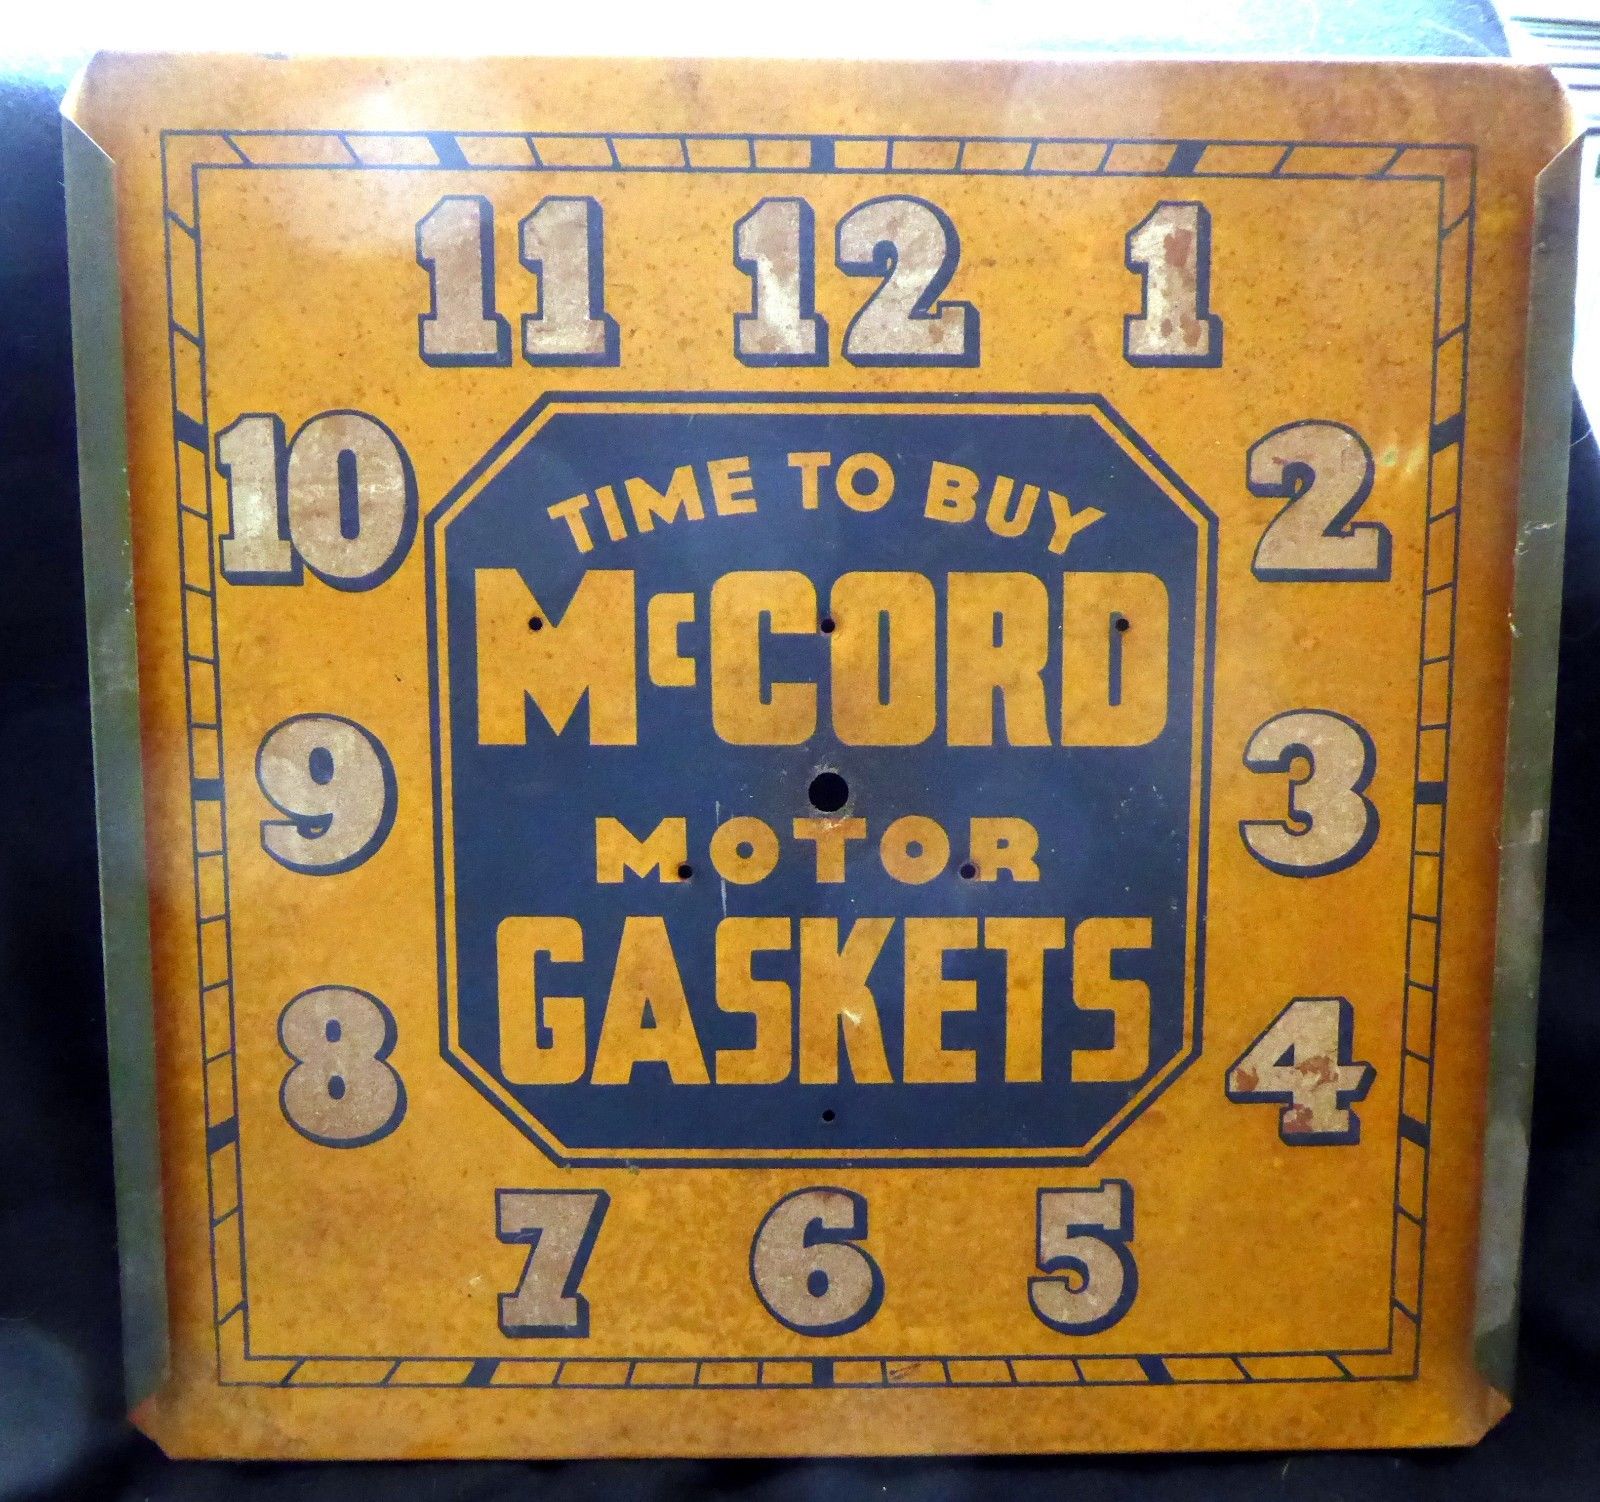 11 12 1
10 2
TIME TO BUY
McCORD
9 3
MOTOR
GASKETS
8 4
7 6 5